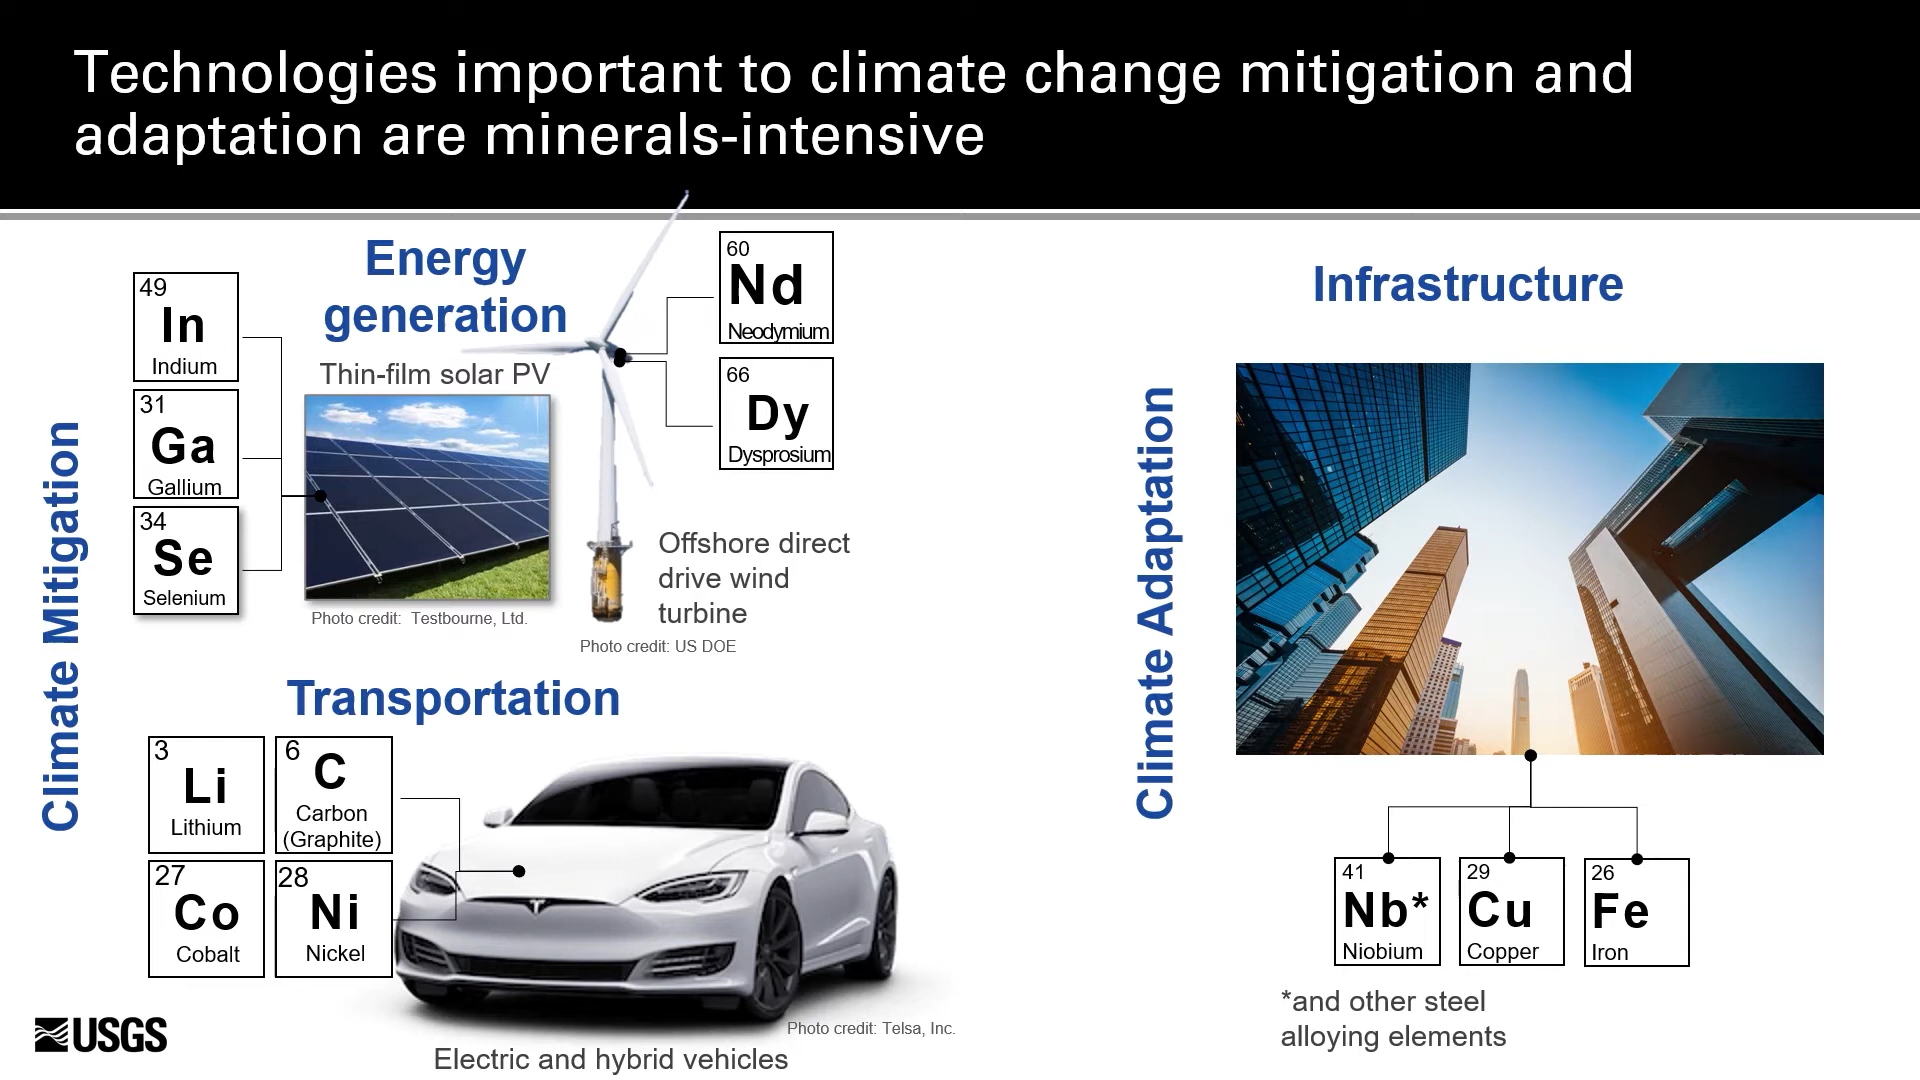 Technologies important to climate change mitigation and
adaptation are minerals-intensive
Climate Mitigation
Energy
generation
49
In
Indium
31
Ga
Gallium
34
Se
Selenium
Thin-film solar PV
Photo credit: Testbourne, Ltd.
60
Nd
Neodymium
66
Dy
Dysprosium
Offshore direct
drive wind
turbine
Photo credit: US DOE
Transportation
3
Li
Lithium
6
C
Carbon
(Graphite)
27
Co
Cobalt
28
Ni
Nickel
Photo credit: Telsa, Inc.
Electric and hybrid vehicles
Climate Adaptation
Infrastructure
41
Nb*
Niobium
29
Cu
Copper
26
Fe
Iron
*and other steel
alloying elements
USGS